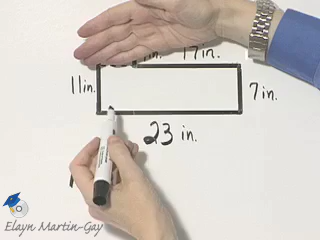 17 in.
11 in.
7 in.
23 in.
Elayn Martin-Gay